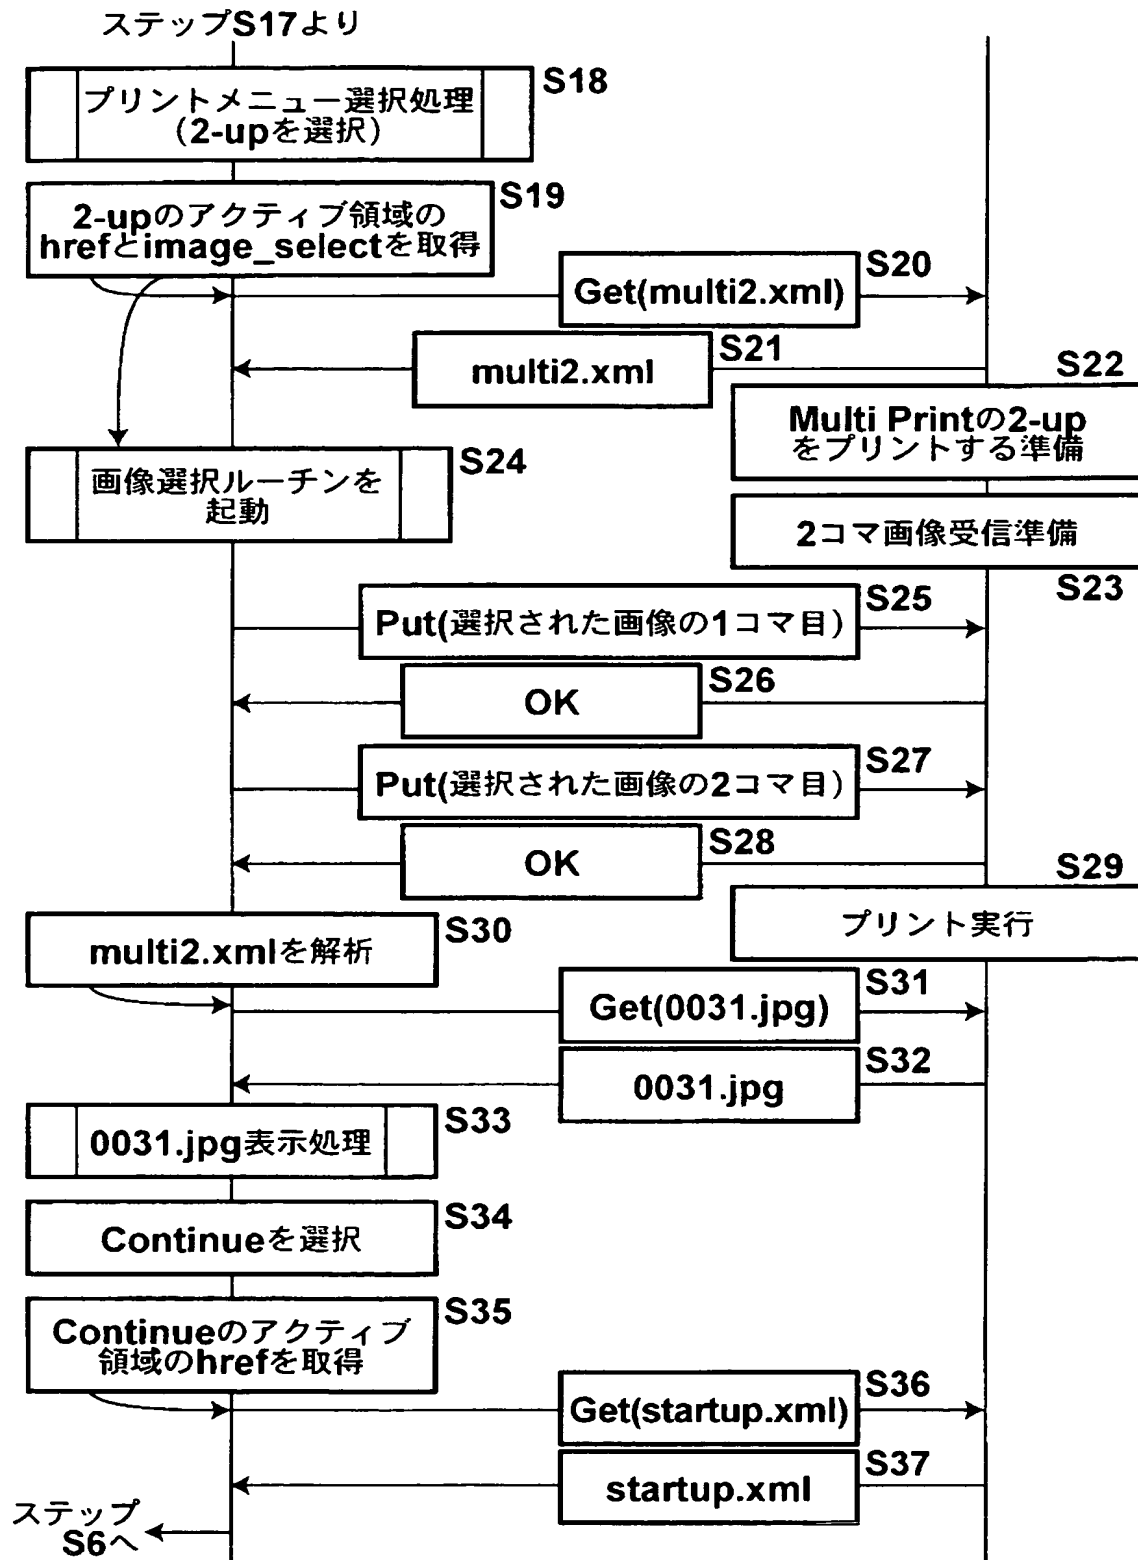 ステップS17より
S18
プリントメニュー選択処理
(2-upを選択)
S19
2-upのアクティブ領域の
hrefとimage_selectを取得
S20
Get(multi2.xml)
S21
multi2.xml
S22
Multi Printの2-up
をプリントする準備
S24
画像選択ルーチンを
起動
2コマ画像受信準備
S23
S25
Put(選択された画像の1コマ目)
S26
OK
S27
Put(選択された画像の2コマ目)
S28
OK
S29
プリント実行
S30
multi2.xmlを解析
S31
Get(0031.jpg)
S32
0031.jpg
S33
0031.jpg表示処理
S34
Continueを選択
S35
Continueのアクティブ
領域のhrefを取得
S36
Get(startup.xml)
S37
startup.xml
ステップ
S6へ